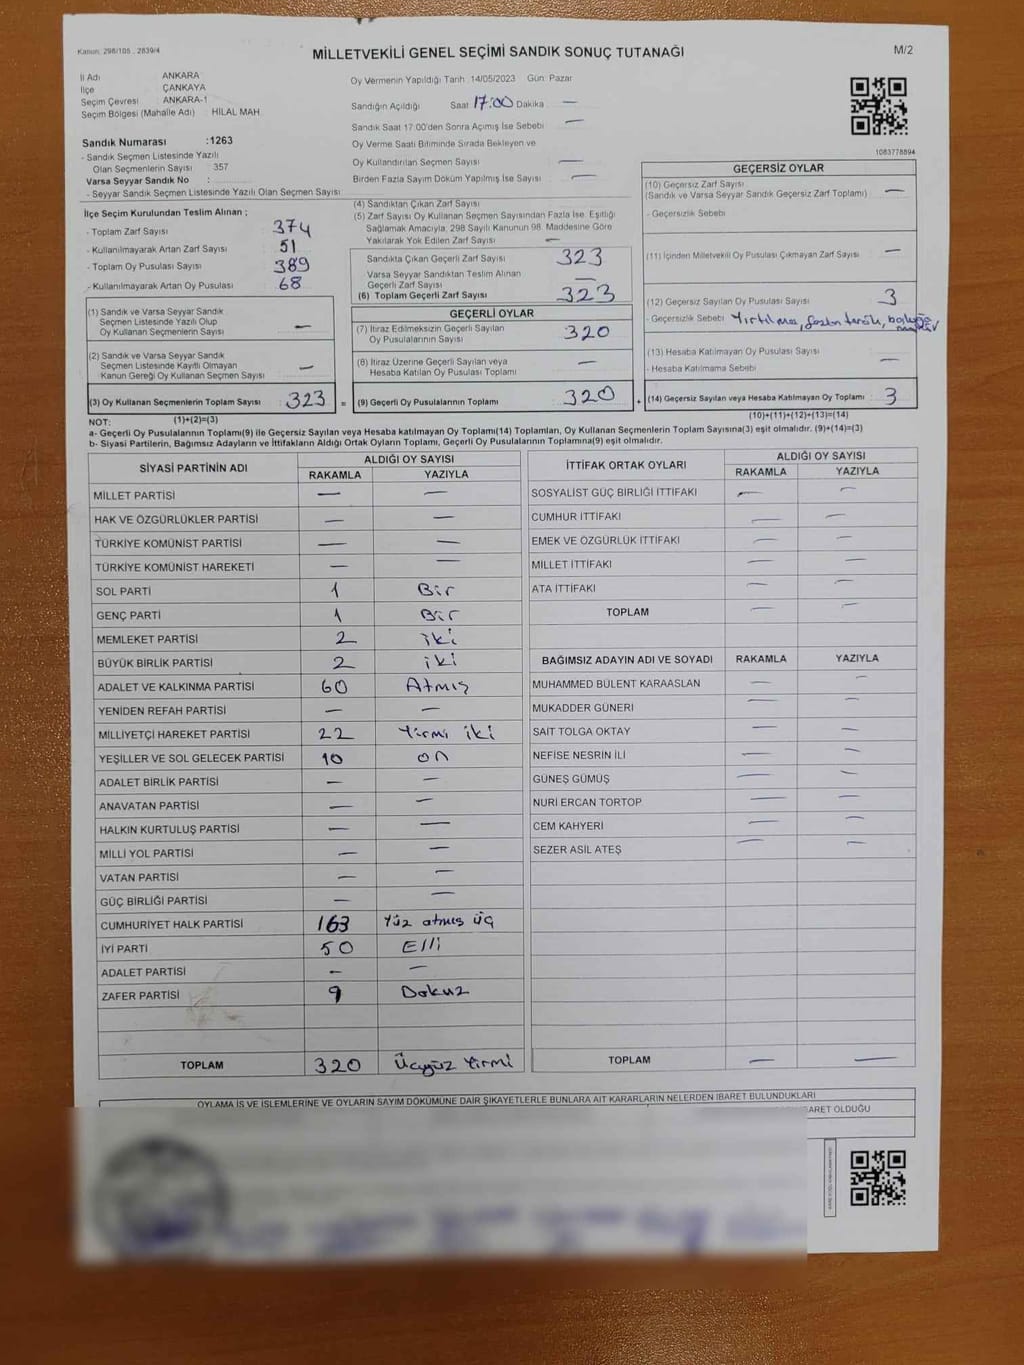 Kanun: 298/105 , 2839/4
MİLLETVEKİLİ GENEL SEÇİMİ SANDIK SONUÇ TUTANAĞI
M/2
İl Adı ANKARA
İlçe ÇANKAYA
Seçim Çevresi ANKARA-1
Seçim Bölgesi (Mahalle Adı) : HİLAL MAH.
Oy Vermenin Yapıldığı Tarih :14/05/2023 Gün: Pazar
Sandığın Açıldığı Saat 17:00 Dakika —
Sandık Saat 17:00'den Sonra Açımış İse Sebebi —
Oy Verme Saati Bitiminde Sırada Bekleyen ve
Oy Kullandırılan Seçmen Sayısı —
Birden Fazla Sayım Döküm Yapılmış İse Sayısı —
1083778894
Sandık Numarası :1263
- Sandık Seçmen Listesinde Yazılı
Olan Seçmenlerin Sayısı 357
Varsa Seyyar Sandık No :
- Seyyar Sandık Seçmen Listesinde Yazılı Olan Seçmen Sayısı
İlçe Seçim Kurulundan Teslim Alınan ;
- Toplam Zarf Sayısı 374
- Kullanılmayarak Artan Zarf Sayısı 51
- Toplam Oy Pusulası Sayısı 389
- Kullanılmayarak Artan Oy Pusulası 68
(1) Sandık ve Varsa Seyyar Sandık
Seçmen Listesinde Yazılı Olup
Oy Kullanan Seçmenlerin Sayısı —
(2) Sandık ve Varsa Seyyar Sandık
Seçmen Listesinde Kayıtlı Olmayan
Kanun Gereği Oy Kullanan Seçmen Sayısı —
(3) Oy Kullanan Seçmenlerin Toplam Sayısı 323 =
(4) Sandıktan Çıkan Zarf Sayısı
(5) Zarf Sayısı Oy Kullanan Seçmen Sayısından Fazla İse, Eşitliği
Sağlamak Amacıyla, 298 Sayılı Kanunun 98. Maddesine Göre
Yakılarak Yok Edilen Zarf Sayısı —
Sandıkta Çıkan Geçerli Zarf Sayısı 323
Varsa Seyyar Sandıktan Teslim Alınan
Geçerli Zarf Sayısı —
(6) Toplam Geçerli Zarf Sayısı 323
GEÇERLİ OYLAR
(7) İtiraz Edilmeksizin Geçerli Sayılan
Oy Pusulalarının Sayısı 320
(8) İtiraz Üzerine Geçerli Sayılan veya
Hesaba Katılan Oy Pusulası Toplamı —
(9) Geçerli Oy Pusulalarının Toplamı 320 +
GEÇERSİZ OYLAR
(10) Geçersiz Zarf Sayısı
(Sandık ve Varsa Seyyar Sandık Geçersiz Zarf Toplamı) —
- Geçersizlik Sebebi
(11) İçinden Milletvekili Oy Pusulası Çıkmayan Zarf Sayısı —
(12) Geçersiz Sayılan Oy Pusulası Sayısı 3
- Geçersizlik Sebebi Yırtılma,
(13) Hesaba Katılmayan Oy Pusulası Sayısı —
- Hesaba Katılmama Sebebi
(14) Geçersiz Sayılan veya Hesaba Katılmayan Oy Toplamı 3
NOT: (1)+(2)=(3)
(10)+(11)+(12)+(13)=(14)
a- Geçerli Oy Pusulalarının Toplamı(9) ile Geçersiz Sayılan veya Hesaba katılmayan Oy Toplamı(14) Toplamları, Oy Kullanan Seçmenlerin Toplam Sayısına(3) eşit olmalıdır. (9)+(14)=(3)
b- Siyasi Partilerin, Bağımsız Adayların ve İttifakların Aldığı Ortak Oyların Toplamı, Geçerli Oy Pusulalarının Toplamına(9) eşit olmalıdır.
SİYASİ PARTİNİN ADI ALDIĞI OY SAYISI
RAKAMLA YAZIYLA
MİLLET PARTİSİ — —
HAK VE ÖZGÜRLÜKLER PARTİSİ — —
TÜRKİYE KOMÜNİST PARTİSİ — —
TÜRKİYE KOMÜNİST HAREKETİ — —
SOL PARTİ 1 Bir
GENÇ PARTİ 1 Bir
MEMLEKET PARTİSİ 2 iki
BÜYÜK BİRLİK PARTİSİ 2 iki
ADALET VE KALKINMA PARTİSİ 60 Atmış
YENİDEN REFAH PARTİSİ — —
MİLLİYETÇİ HAREKET PARTİSİ 22 Yirmi iki
YEŞİLLER VE SOL GELECEK PARTİSİ 10 on
ADALET BİRLİK PARTİSİ — —
ANAVATAN PARTİSİ — —
HALKIN KURTULUŞ PARTİSİ — —
MİLLİ YOL PARTİSİ — —
VATAN PARTİSİ — —
GÜÇ BİRLİĞİ PARTİSİ — —
CUMHURİYET HALK PARTİSİ 163 Yüz atmış üç
İYİ PARTİ 50 Elli
ADALET PARTİSİ — —
ZAFER PARTİSİ 9 Dokuz
TOPLAM 320 Üçyüz Yirmi
İTTİFAK ORTAK OYLARI ALDIĞI OY SAYISI
RAKAMLA YAZIYLA
SOSYALİST GÜÇ BİRLİĞİ İTTİFAKI — —
CUMHUR İTTİFAKI — —
EMEK VE ÖZGÜRLÜK İTTİFAKI — —
MİLLET İTTİFAKI — —
ATA İTTİFAKI — —
TOPLAM — —
BAĞIMSIZ ADAYIN ADI VE SOYADI RAKAMLA YAZIYLA
MUHAMMED BÜLENT KARAASLAN — —
MUKADDER GÜNERİ — —
SAİT TOLGA OKTAY — —
NEFİSE NESRİN İLİ — —
GÜNEŞ GÜMÜŞ — —
NURİ ERCAN TORTOP — —
CEM KAHYERİ — —
SEZER ASİL ATEŞ — —
TOPLAM — —
OYLAMA İŞ VE İŞLEMLERİNE VE OYLARIN SAYIM DÖKÜMÜNE DAİR ŞİKAYETLERLE BUNLARA AİT KARARLARIN NELERDEN İBARET BULUNDUKLARI
OLDUĞU